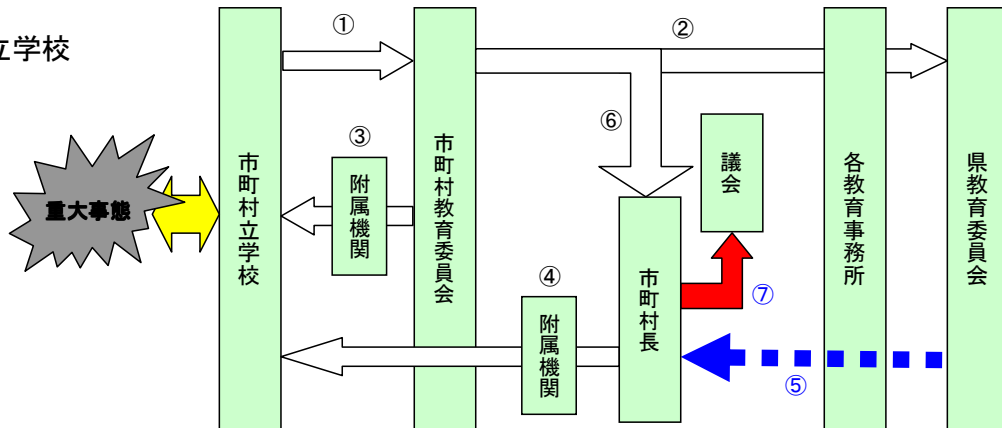 立学校
①
②
③
⑥
重大事態
市町村立学校
附属機関
市町村教育委員会
議会
各教育事務所
県教育委員会
④
附属機関
市町村長
⑦
⑤